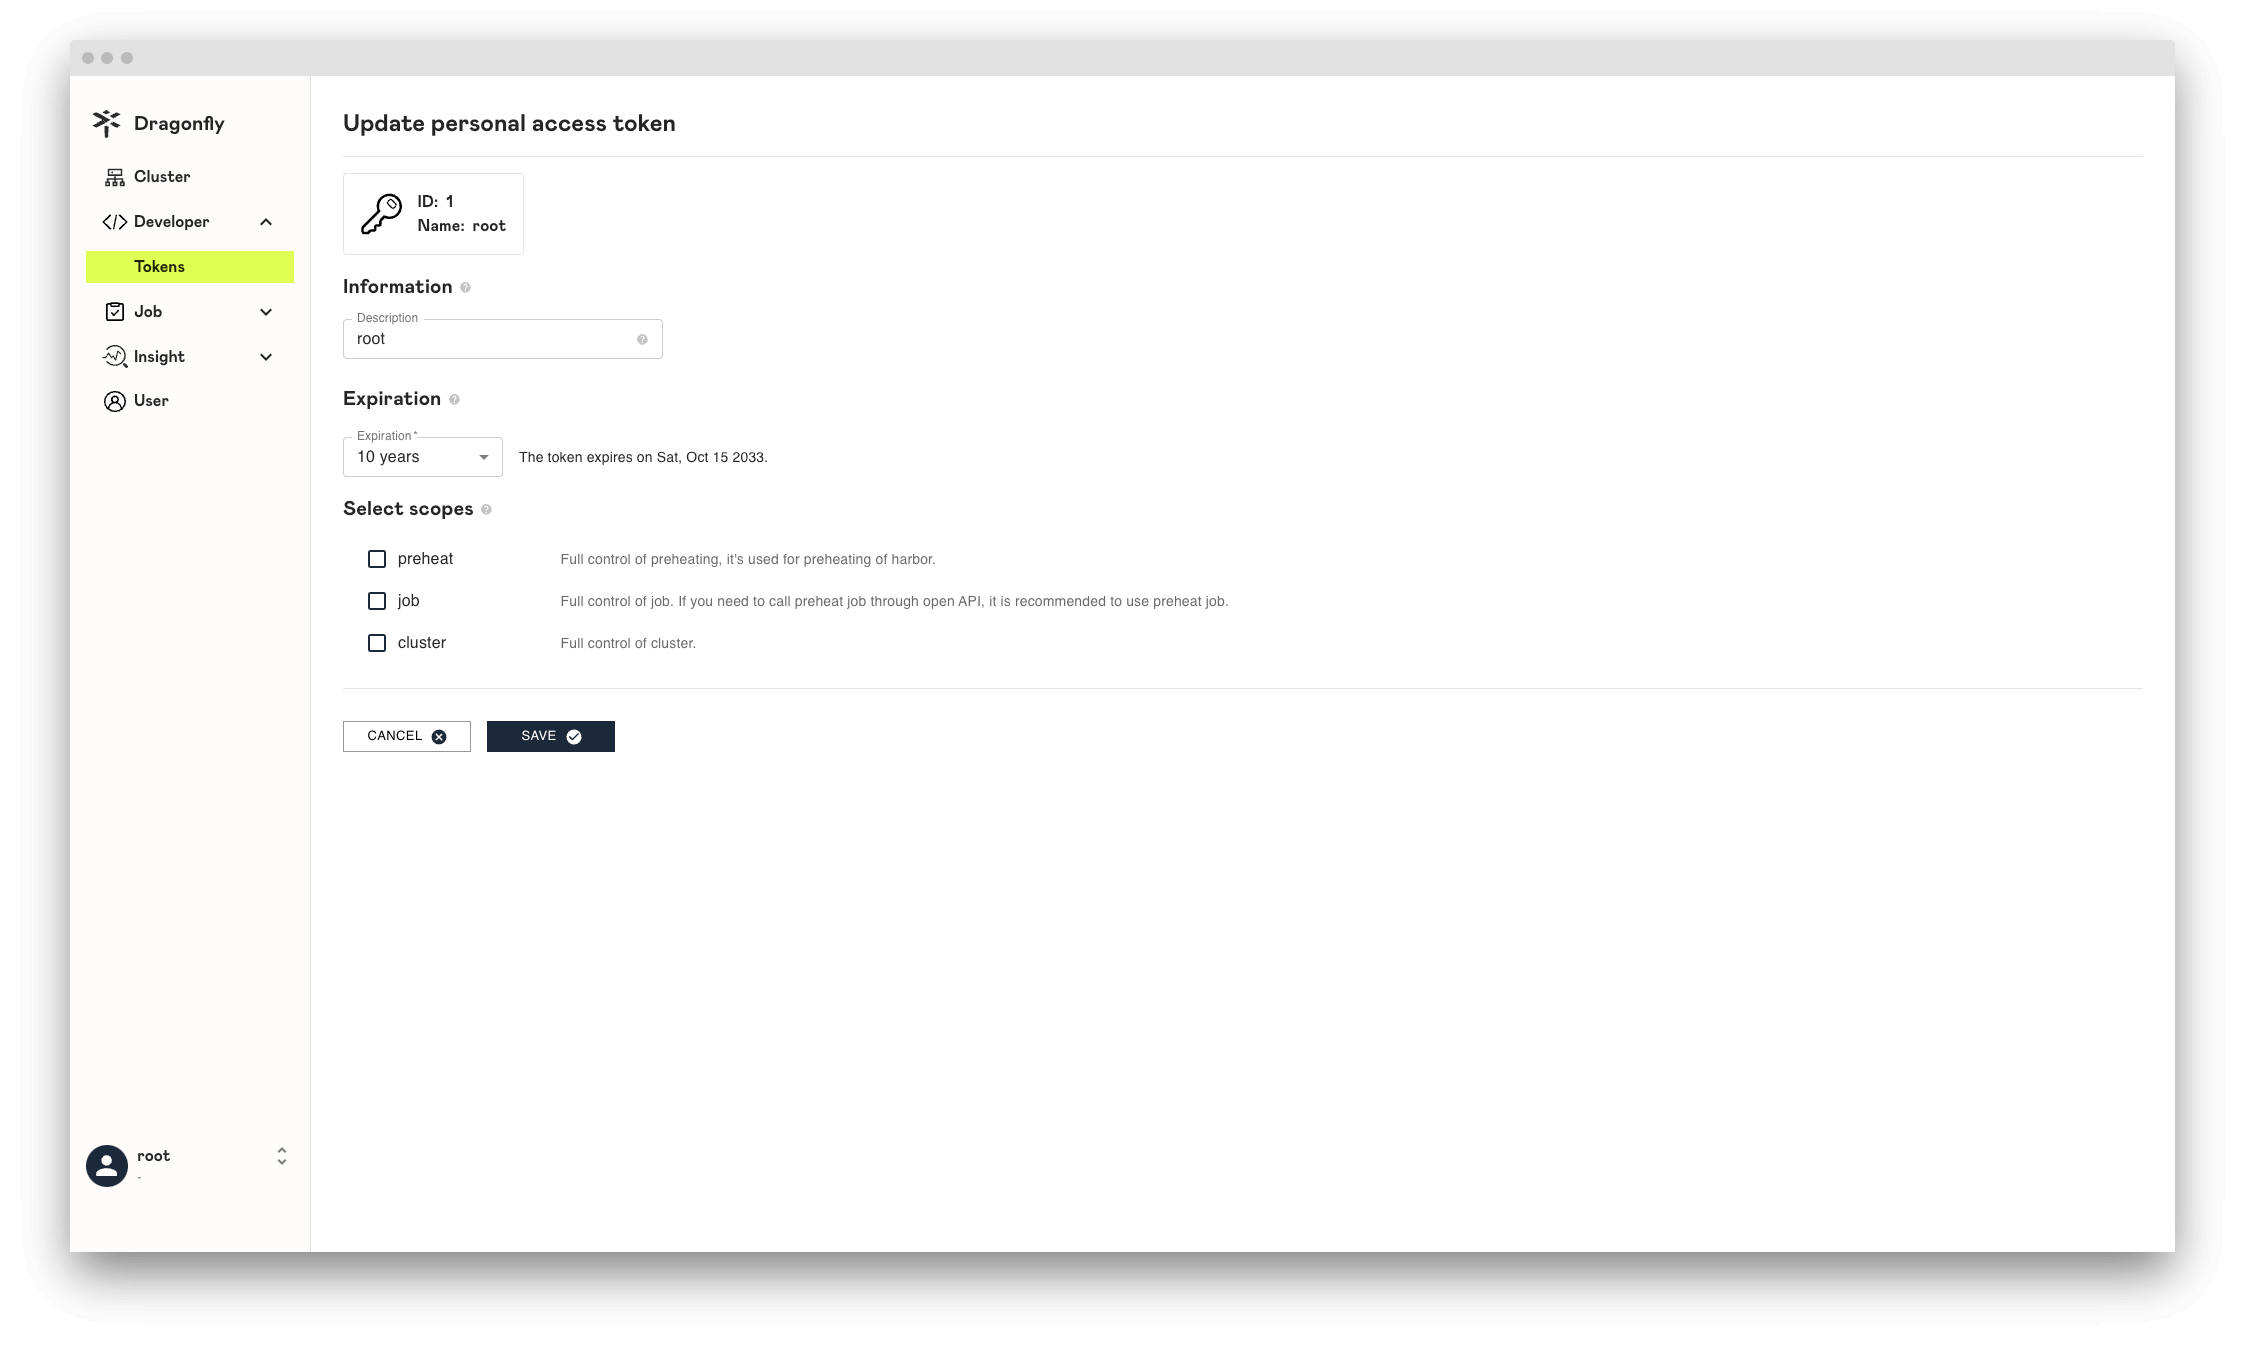 Dragonfly
Cluster
Developer
Tokens
Job
Insight
User
root
-
Update personal access token
ID: 1
Name: root
Information
Description
root
Expiration
Expiration *
10 years
The token expires on Sat, Oct 15 2033.
Select scopes
preheat Full control of preheating, it's used for preheating of harbor.
job Full control of job. If you need to call preheat job through open API, it is recommended to use preheat job.
cluster Full control of cluster.
CANCEL SAVE